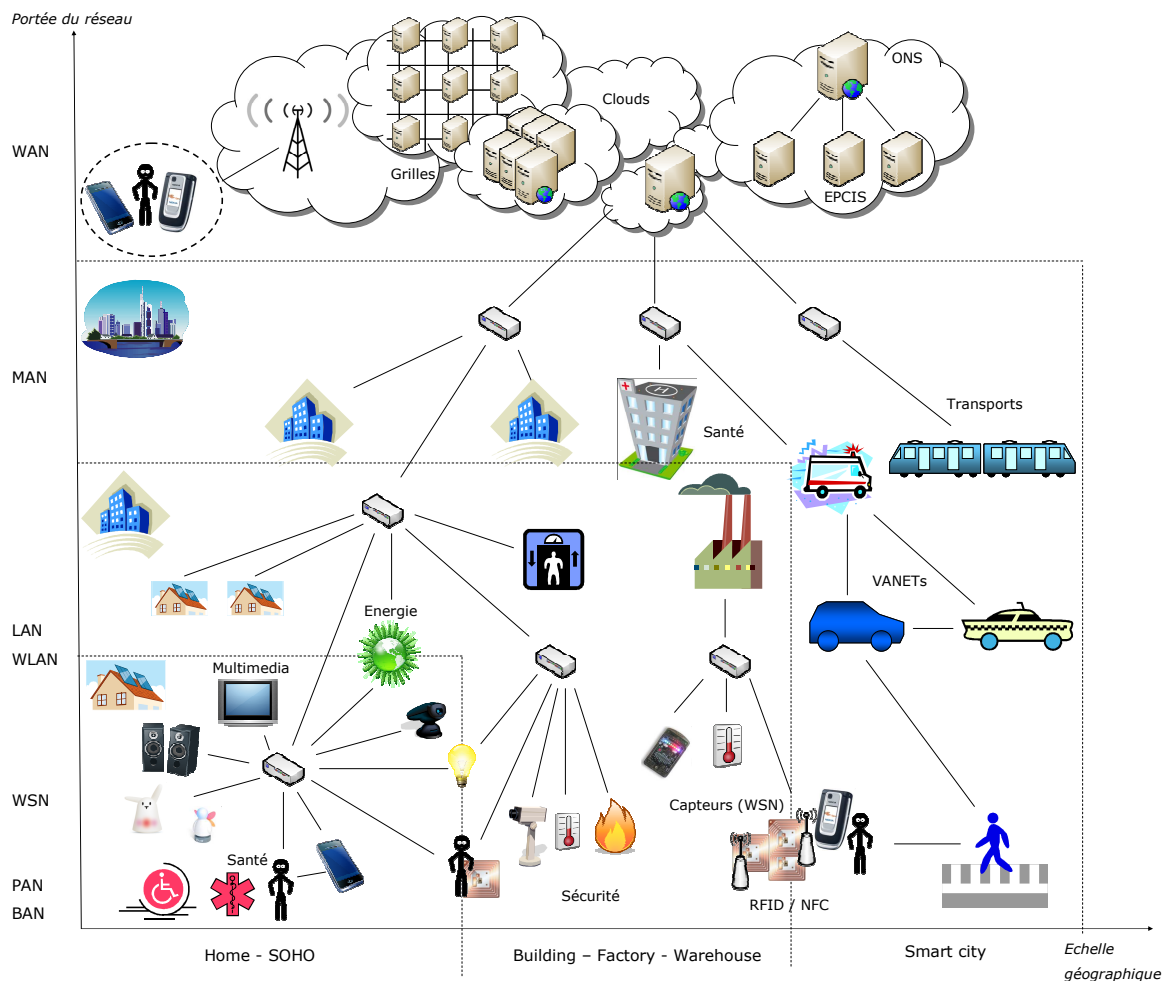 Portée du réseau
ONS
Clouds
WAN
Grilles
EPCIS
MAN
Transports
Santé
VANETs
Energie
LAN
WLAN
Multimedia
WSN
Capteurs (WSN)
Santé
PAN
Sécurité
RFID / NFC
BAN
Home - SOHO
Building – Factory - Warehouse
Smart city
Echelle
géographique